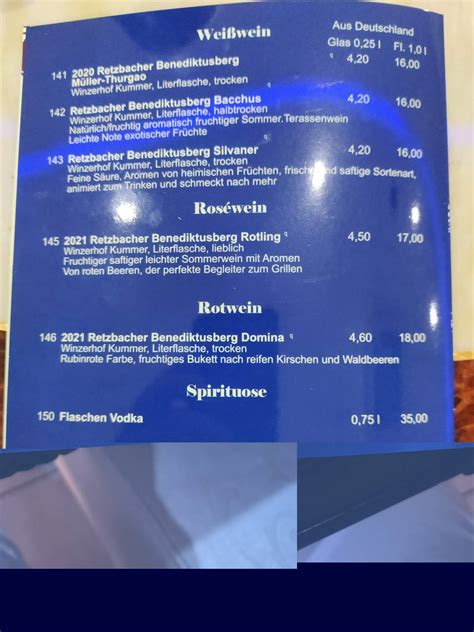 Weißwein
Aus Deutschland
Glas 0,25 l Fl. 1,0 l
141 2020 Retzbacher Benediktusberg q 4,20 16,00
Müller-Thurgao
Winzerhof Kummer, Literflasche, trocken
142 Retzbacher Benediktusberg Bacchus 4,20 16,00
Winzerhof Kummer, Literflasche, halbtrocken
Natürlich/fruchtig aromatisch fruchtiger Sommer.Terassenwein
Leichte Note exotischer Früchte
143 Retzbacher Benediktusberg Silvaner 4,20 16,00
Winzerhof Kummer, Literflasche, trocken
Feine Säure, Aromen von heimischen Früchten, frische und saftige Sortenart,
animiert zum Trinken und schmeckt nach mehr
Roséwein
145 2021 Retzbacher Benediktusberg Rotling q 4,50 17,00
Winzerhof Kummer, Literflasche, lieblich
Fruchtiger saftiger leichter Sommerwein mit Aromen
Von roten Beeren, der perfekte Begleiter zum Grillen
Rotwein
146 2021 Retzbacher Benediktusberg Domina q 4,60 18,00
Winzerhof Kummer, Literflasche, trocken
Rubinrote Farbe, fruchtiges Bukett nach reifen Kirschen und Waldbeeren
Spirituose
150 Flaschen Vodka 0,75 l 35,00